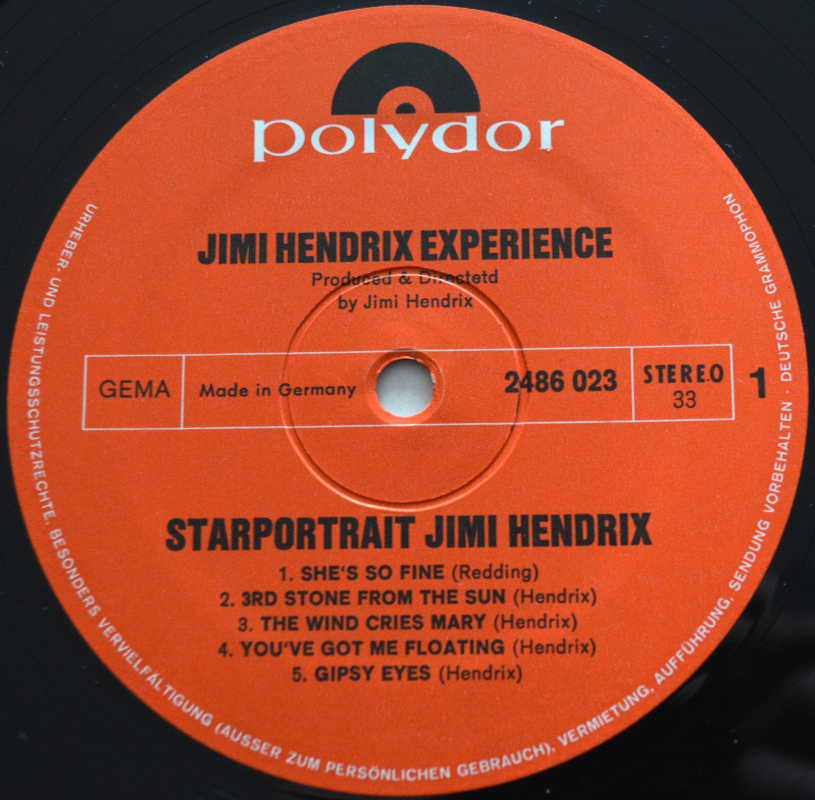 polydor
JIMI HENDRIX EXPERIENCE
Produced & Directetd
by Jimi Hendrix
GEMA
Made in Germany
2486 023
STEREO
33
1
STARPORTRAIT JIMI HENDRIX
1. SHE'S SO FINE (Redding)
2. 3RD STONE FROM THE SUN (Hendrix)
3. THE WIND CRIES MARY (Hendrix)
4. YOU'VE GOT ME FLOATING (Hendrix)
5. GIPSY EYES (Hendrix)
URHEBER- UND LEISTUNGSSCHUTZRECHTE, BESONDERS VERVIELFÄLTIGUNG (AUSSER ZUM PERSÖNLICHEN GEBRAUCH), VERMIETUNG, AUFFÜHRUNG, SENDUNG VORBEHALTEN · DEUTSCHE GRAMMOPHON